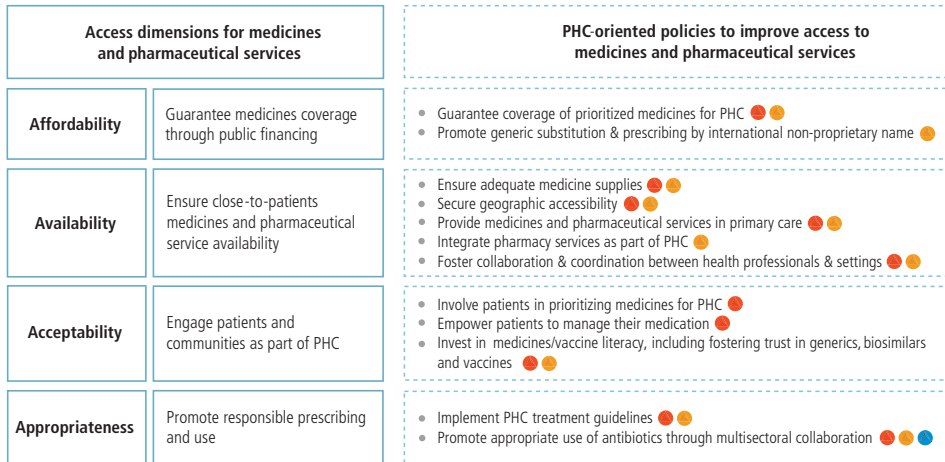 Access dimensions for medicines
and pharmaceutical services
PHC-oriented policies to improve access to
medicines and pharmaceutical services
Affordability
Guarantee medicines coverage
through public financing
• Guarantee coverage of prioritized medicines for PHC
• Promote generic substitution & prescribing by international non-proprietary name
Availability
Ensure close-to-patients
medicines and pharmaceutical
service availability
• Ensure adequate medicine supplies
• Secure geographic accessibility
• Provide medicines and pharmaceutical services in primary care
• Integrate pharmacy services as part of PHC
• Foster collaboration & coordination between health professionals & settings
Acceptability
Engage patients and
communities as part of PHC
• Involve patients in prioritizing medicines for PHC
• Empower patients to manage their medication
• Invest in medicines/vaccine literacy, including fostering trust in generics, biosimilars
and vaccines
Appropriateness
Promote responsible prescribing
and use
• Implement PHC treatment guidelines
• Promote appropriate use of antibiotics through multisectoral collaboration